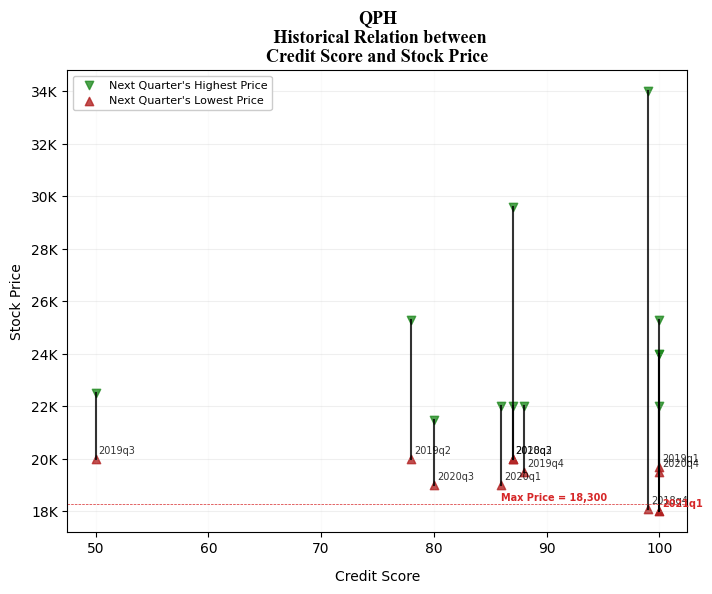 QPH
Historical Relation between
Credit Score and Stock Price
Next Quarter's Highest Price
Next Quarter's Lowest Price
Stock Price
34K
32K
30K
28K
26K
24K
22K
20K
18K
2019q3
2019q2
2020q3
2019q4
2020q1
2019q1
2020q4
2018q4
2021q1
Max Price = 18,300
50
60
70
80
90
100
Credit Score